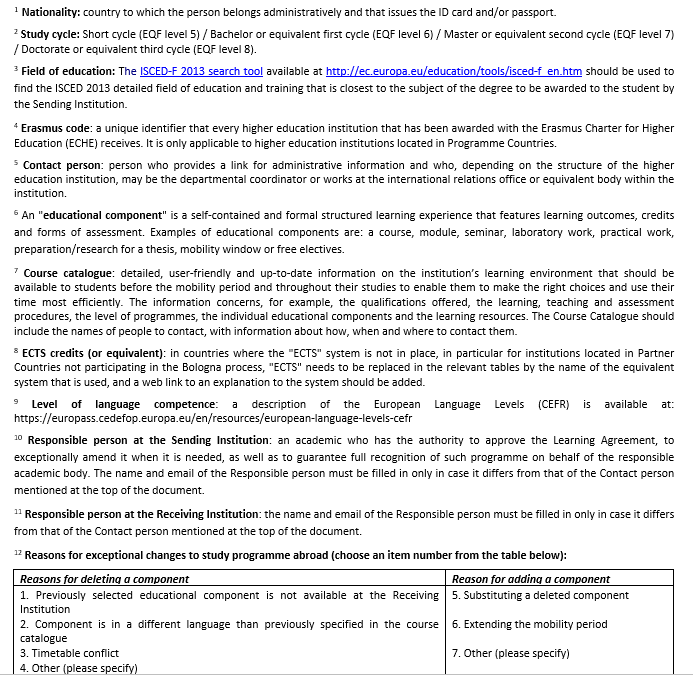 ¹ Nationality: country to which the person belongs administratively and that issues the ID card and/or passport.
² Study cycle: Short cycle (EQF level 5) / Bachelor or equivalent first cycle (EQF level 6) / Master or equivalent second cycle (EQF level 7)
/ Doctorate or equivalent third cycle (EQF level 8).
³ Field of education: The ISCED-F 2013 search tool available at http://ec.europa.eu/education/tools/isced-f_en.htm should be used to
find the ISCED 2013 detailed field of education and training that is closest to the subject of the degree to be awarded to the student by
the Sending Institution.
⁴ Erasmus code: a unique identifier that every higher education institution that has been awarded with the Erasmus Charter for Higher
Education (ECHE) receives. It is only applicable to higher education institutions located in Programme Countries.
⁵ Contact person: person who provides a link for administrative information and who, depending on the structure of the higher
education institution, may be the departmental coordinator or works at the international relations office or equivalent body within the
institution.
⁶ An "educational component" is a self-contained and formal structured learning experience that features learning outcomes, credits
and forms of assessment. Examples of educational components are: a course, module, seminar, laboratory work, practical work,
preparation/research for a thesis, mobility window or free electives.
⁷ Course catalogue: detailed, user-friendly and up-to-date information on the institution's learning environment that should be
available to students before the mobility period and throughout their studies to enable them to make the right choices and use their
time most efficiently. The information concerns, for example, the qualifications offered, the learning, teaching and assessment
procedures, the level of programmes, the individual educational components and the learning resources. The Course Catalogue should
include the names of people to contact, with information about how, when and where to contact them.
⁸ ECTS credits (or equivalent): in countries where the "ECTS" system is not in place, in particular for institutions located in Partner
Countries not participating in the Bologna process, "ECTS" needs to be replaced in the relevant tables by the name of the equivalent
system that is used, and a web link to an explanation to the system should be added.
⁹ Level of language competence: a description of the European Language Levels (CEFR) is available at:
https://europass.cedefop.europa.eu/en/resources/european-language-levels-cefr
¹⁰ Responsible person at the Sending Institution: an academic who has the authority to approve the Learning Agreement, to
exceptionally amend it when it is needed, as well as to guarantee full recognition of such programme on behalf of the responsible
academic body. The name and email of the Responsible person must be filled in only in case it differs from that of the Contact person
mentioned at the top of the document.
¹¹ Responsible person at the Receiving Institution: the name and email of the Responsible person must be filled in only in case it differs
from that of the Contact person mentioned at the top of the document.
¹² Reasons for exceptional changes to study programme abroad (choose an item number from the table below):
Reasons for deleting a component
1. Previously selected educational component is not available at the Receiving
Institution
2. Component is in a different language than previously specified in the course
catalogue
3. Timetable conflict
4. Other (please specify)
Reason for adding a component
5. Substituting a deleted component
6. Extending the mobility period
7. Other (please specify)